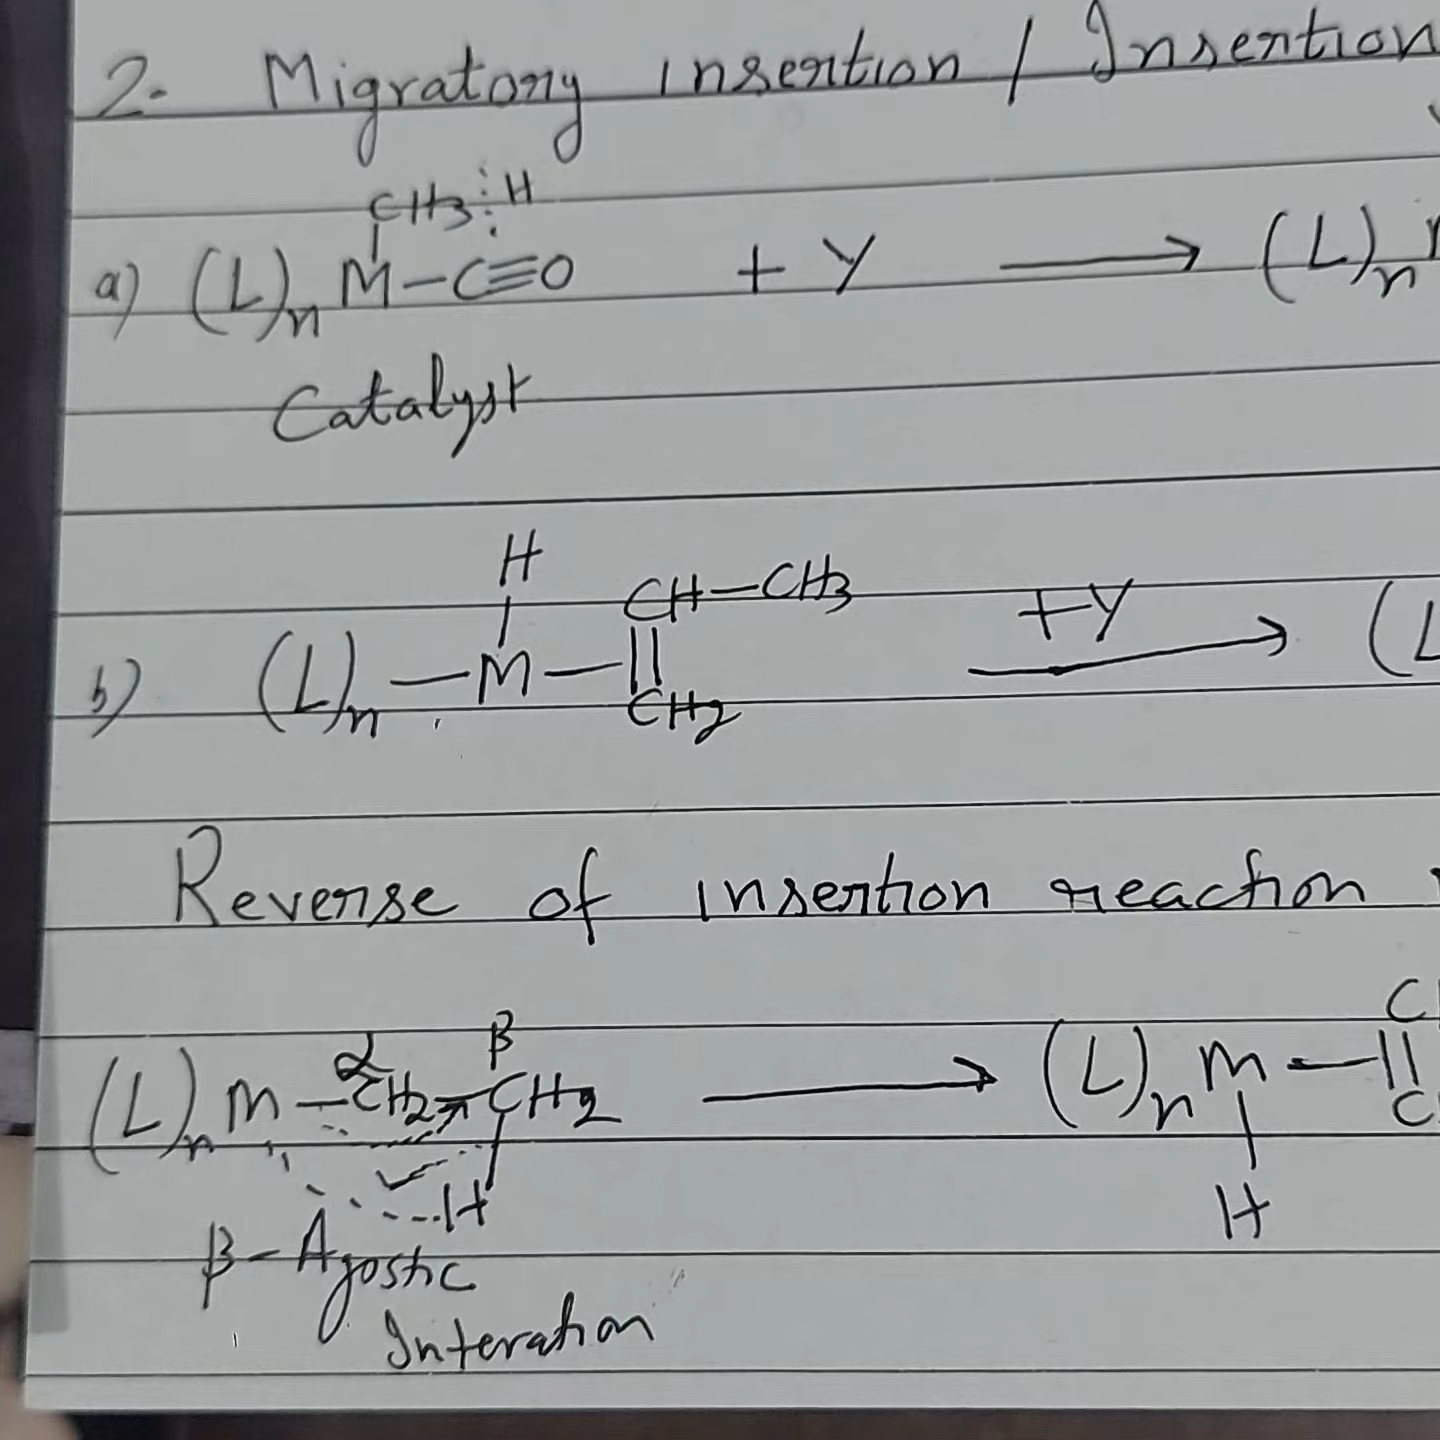 2. Migratory insertion / Insertion
CH3 ⋮ H
a) (L)n M–C≡O + Y ⟶ (L)n
Catalyst
H
CH–CH3
b) (L)n –M– || +Y ⟶ (L
CH2
Reverse of insertion reaction
α β C
(L)n M–CH2–CH2 ⟶ (L)n M – ||
C
H H
β-Agostic
Interation